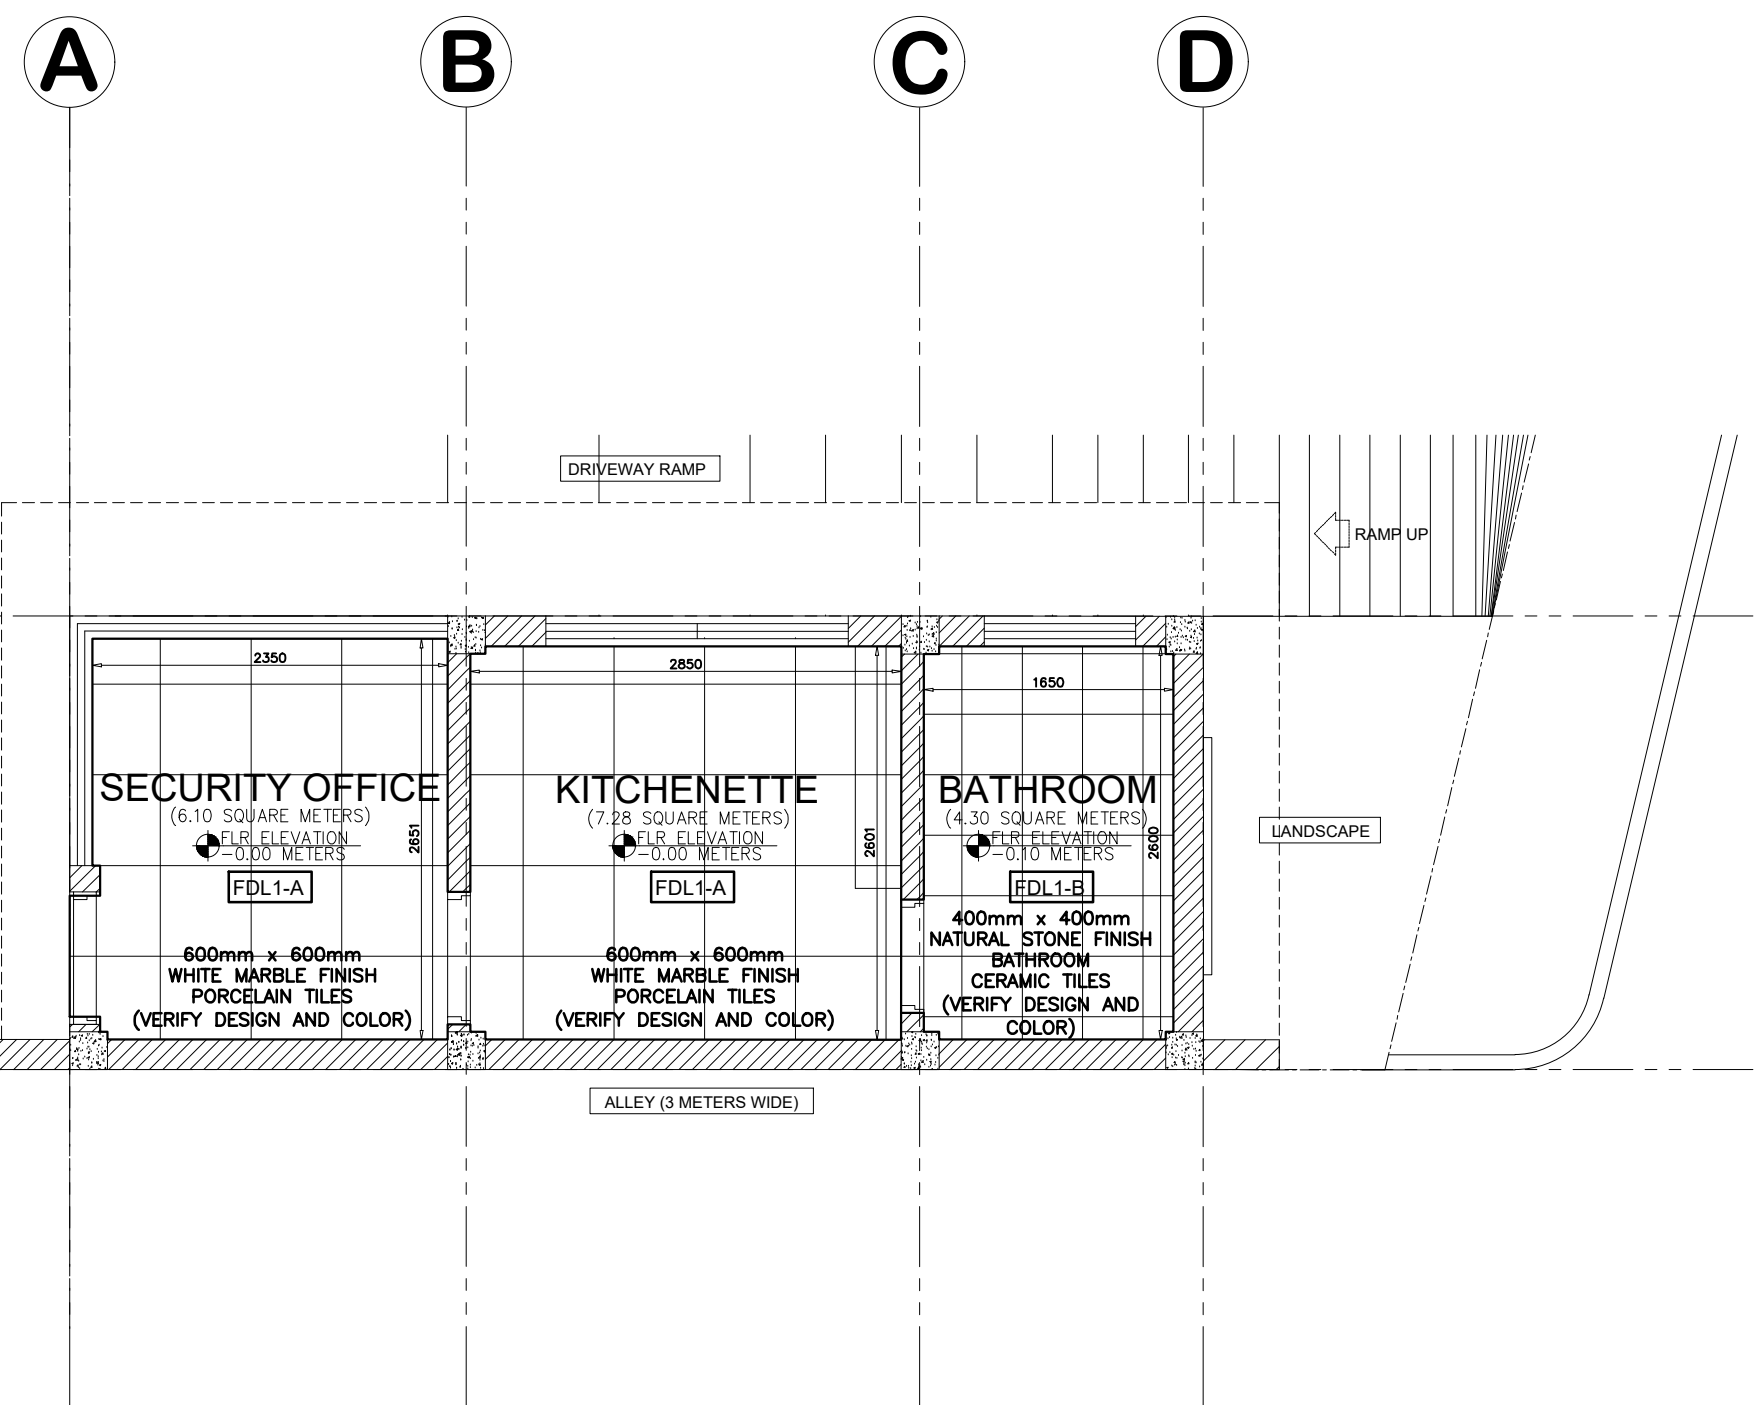 A
B
C
D
DRIVEWAY RAMP
RAMP UP
2350
2850
1650
SECURITY OFFICE
(6.10 SQUARE METERS)
FLR ELEVATION
-0.00 METERS
2651
FDL1-A
600mm x 600mm
WHITE MARBLE FINISH
PORCELAIN TILES
(VERIFY DESIGN AND COLOR)
KITCHENETTE
(7.28 SQUARE METERS)
FLR ELEVATION
-0.00 METERS
2601
FDL1-A
600mm x 600mm
WHITE MARBLE FINISH
PORCELAIN TILES
(VERIFY DESIGN AND COLOR)
BATHROOM
(4.30 SQUARE METERS)
FLR ELEVATION
-0.10 METERS
2600
FDL1-B
400mm x 400mm
NATURAL STONE FINISH
BATHROOM
CERAMIC TILES
(VERIFY DESIGN AND
COLOR)
LANDSCAPE
ALLEY (3 METERS WIDE)